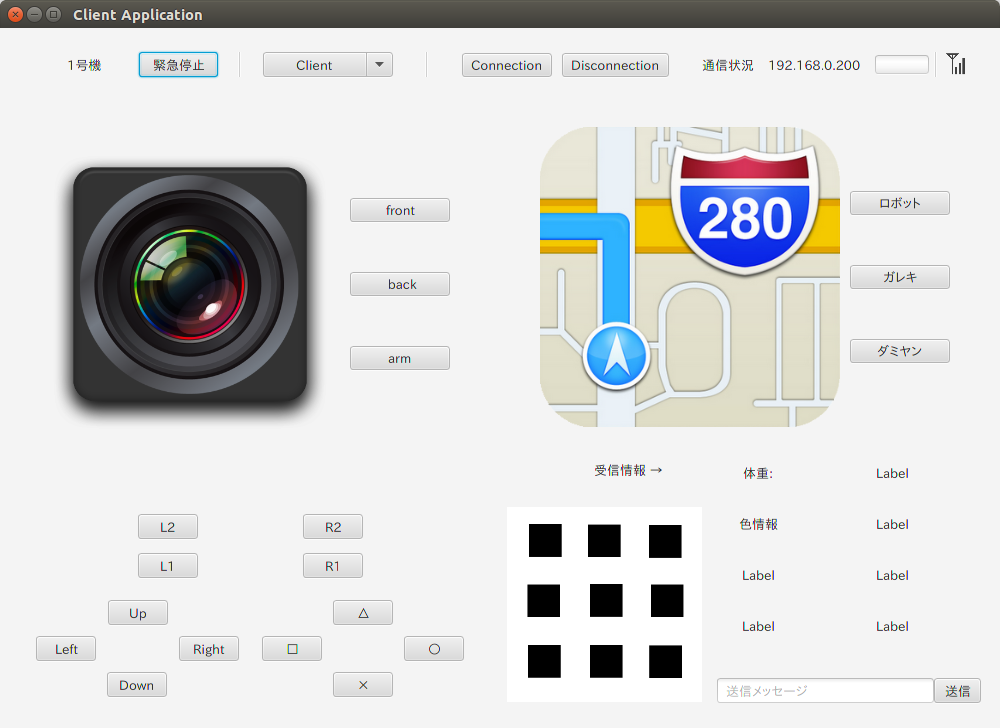 Client Application
1号機 緊急停止 Client Connection Disconnection 通信状況 192.168.0.200
front
back
arm
280
ロボット
ガレキ
ダミヤン
受信情報 →
体重: Label
色情報 Label
Label Label
Label Label
L2 R2
L1 R1
Up △
Left Right □ ○
Down ×
送信メッセージ 送信